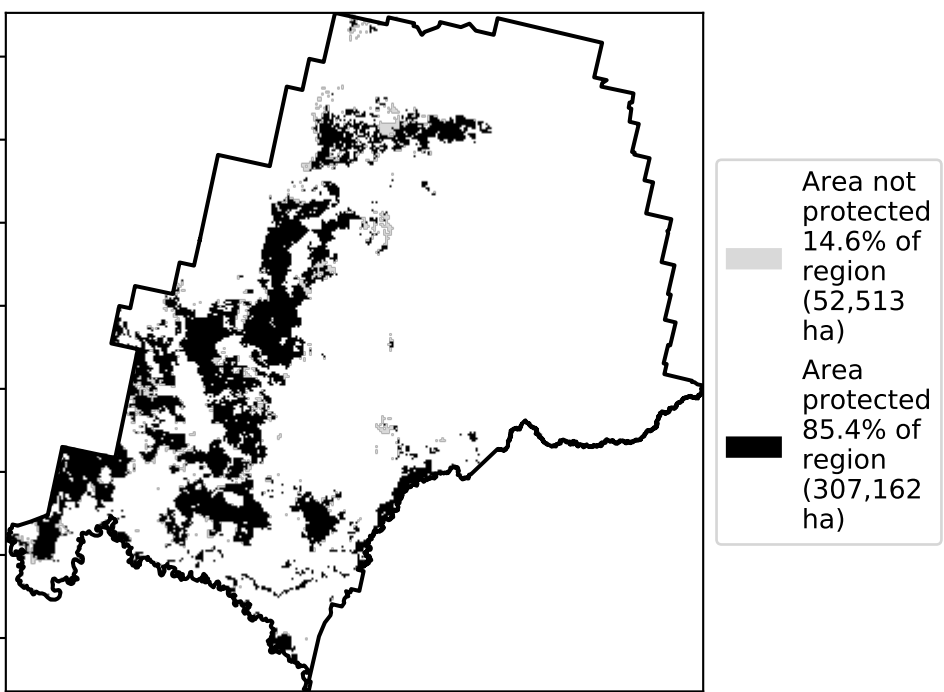 Area not
protected
14.6% of
region
(52,513
ha)
Area
protected
85.4% of
region
(307,162
ha)